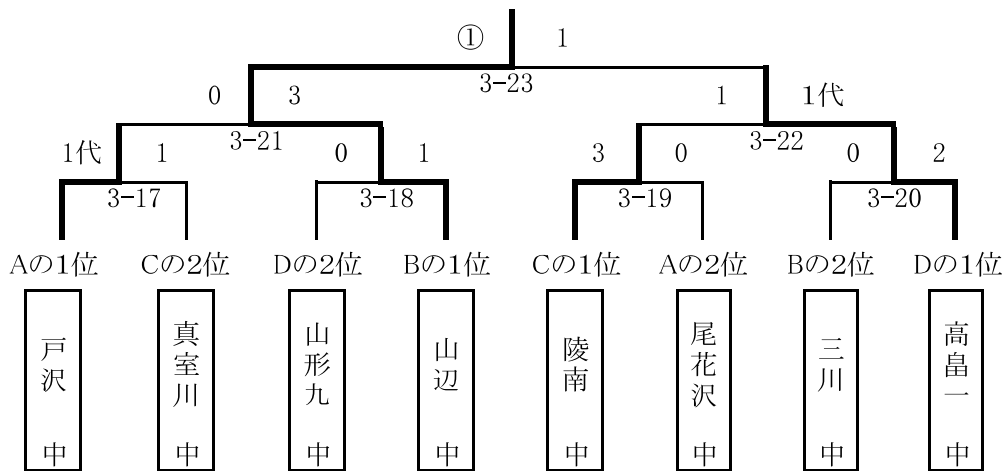 ① 1
3-23
0 3 1 1代
3-21 3-22
1代 1 0 1 3 0 0 2
3-17 3-18 3-19 3-20
Aの1位 Cの2位 Dの2位 Bの1位 Cの1位 Aの2位 Bの2位 Dの1位
戸沢 中
真室川 中
山形九 中
山辺 中
陵南 中
尾花沢 中
三川 中
高畠一 中